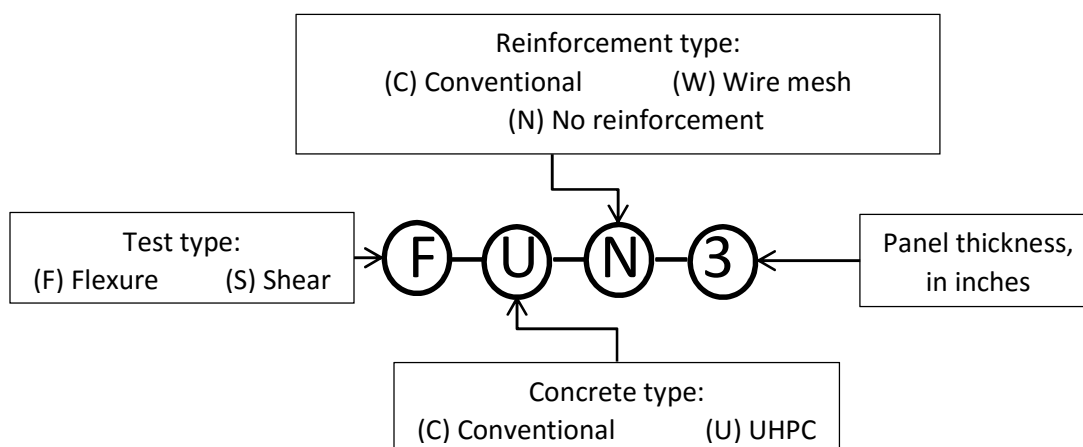 Reinforcement type:
(C) Conventional (W) Wire mesh
(N) No reinforcement
Test type:
(F) Flexure (S) Shear
F U N 3
Panel thickness,
in inches
Concrete type:
(C) Conventional (U) UHPC